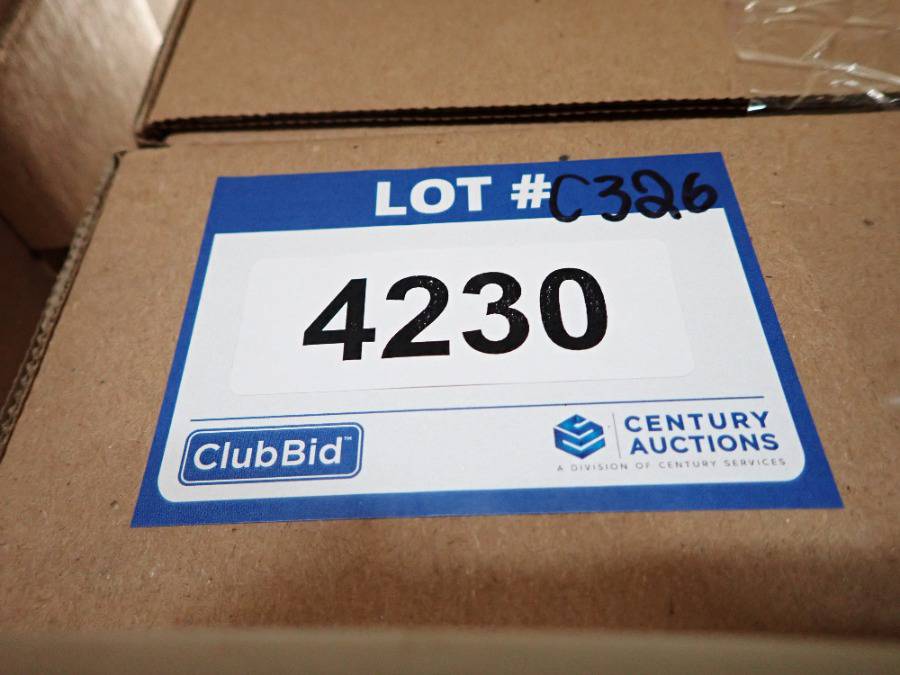 LOT #C326
4230
ClubBid™
CENTURY
AUCTIONS
A DIVISION OF CENTURY SERVICES